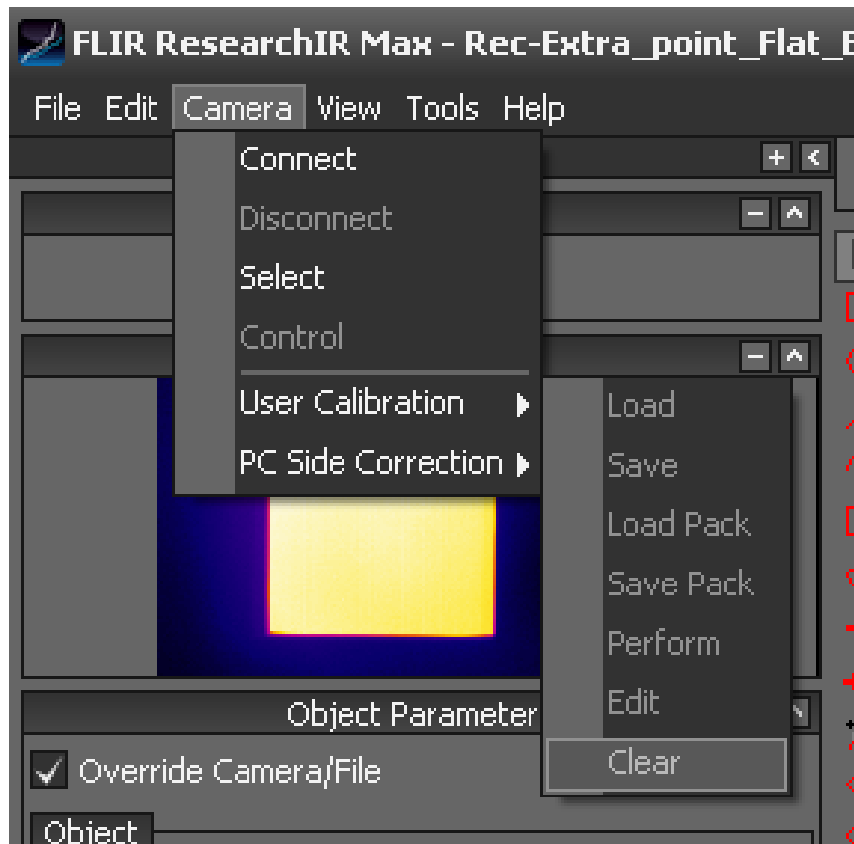 FLIR ResearchIR Max - Rec-Extra_point_Flat_
File Edit Camera View Tools Help
Connect
Disconnect
Select
Control
User Calibration
PC Side Correction
Load
Save
Load Pack
Save Pack
Perform
Edit
Clear
Object Parameter
Override Camera/File
Object